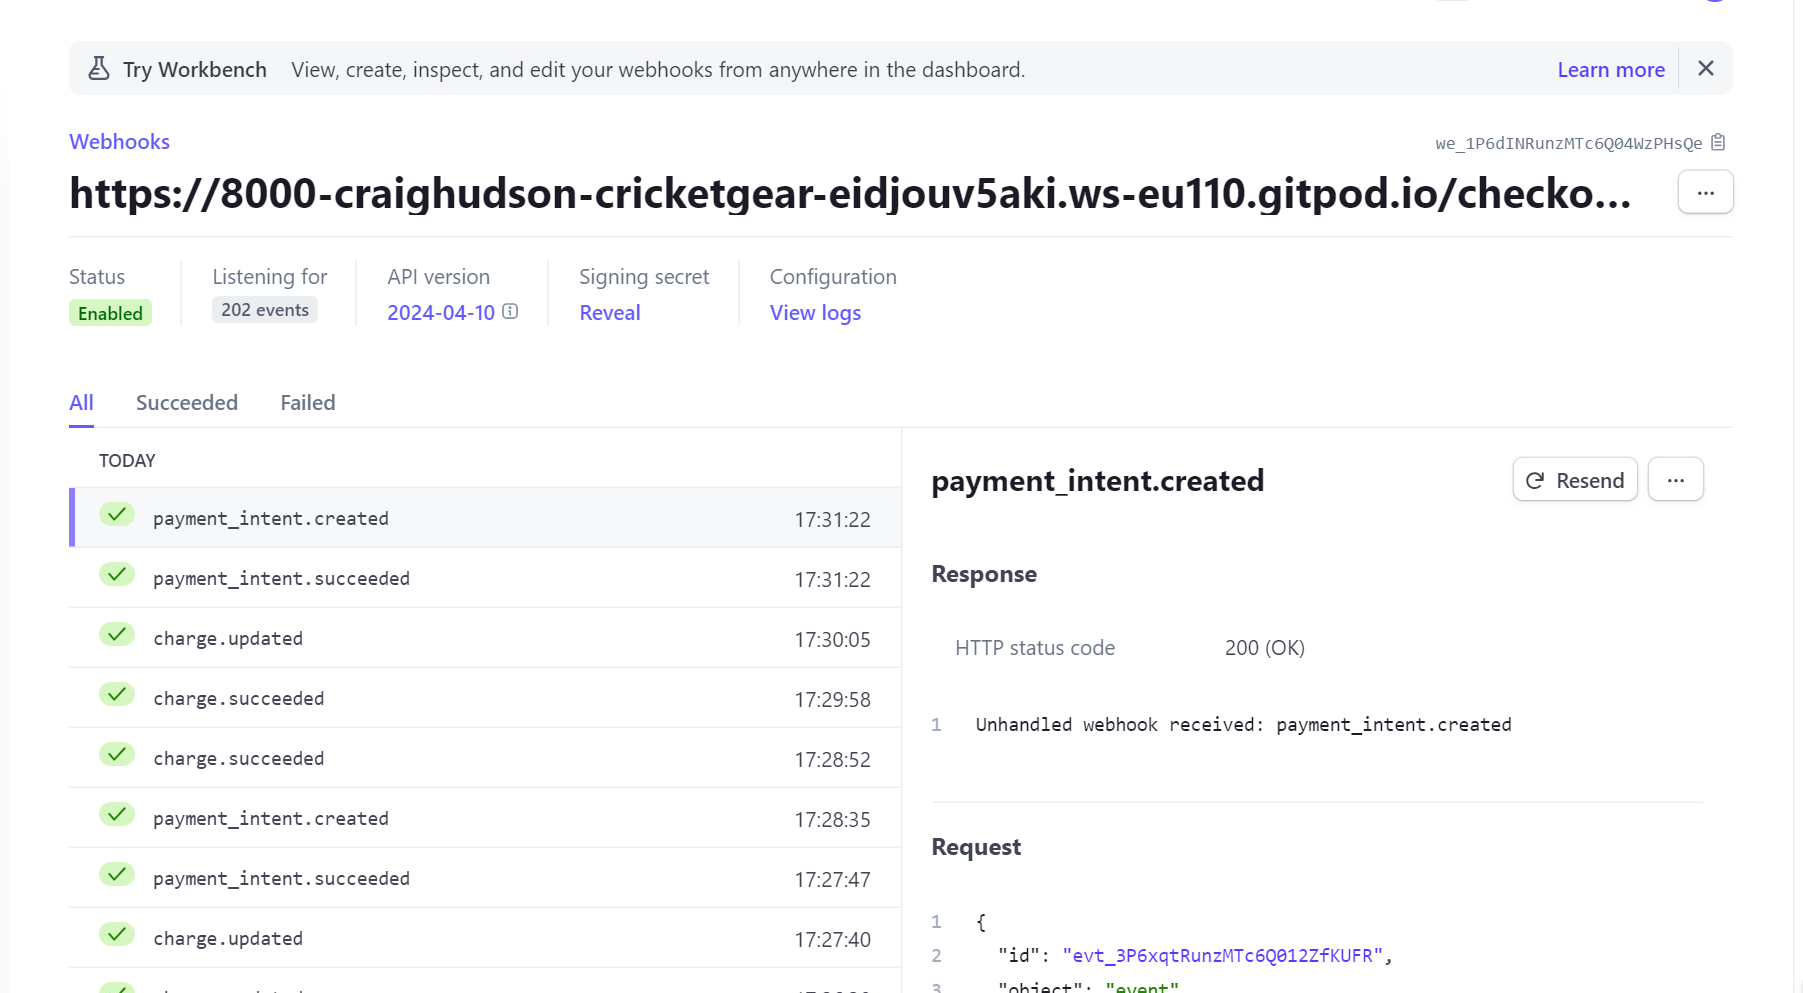 Try Workbench View, create, inspect, and edit your webhooks from anywhere in the dashboard. Learn more
Webhooks
we_1P6dINRunzMTc6Q04WzPHsQe
https://8000-craighudson-cricketgear-eidjouv5aki.ws-eu110.gitpod.io/checko...
Status
Enabled
Listening for
202 events
API version
2024-04-10
Signing secret
Reveal
Configuration
View logs
All Succeeded Failed
TODAY
payment_intent.created 17:31:22
payment_intent.succeeded 17:31:22
charge.updated 17:30:05
charge.succeeded 17:29:58
charge.succeeded 17:28:52
payment_intent.created 17:28:35
payment_intent.succeeded 17:27:47
charge.updated 17:27:40
payment_intent.created
Resend
Response
HTTP status code 200 (OK)
1 Unhandled webhook received: payment_intent.created
Request
1 {
2 "id": "evt_3P6xqtRunzMTc6Q012ZfKUFR",
3 "object": "event"